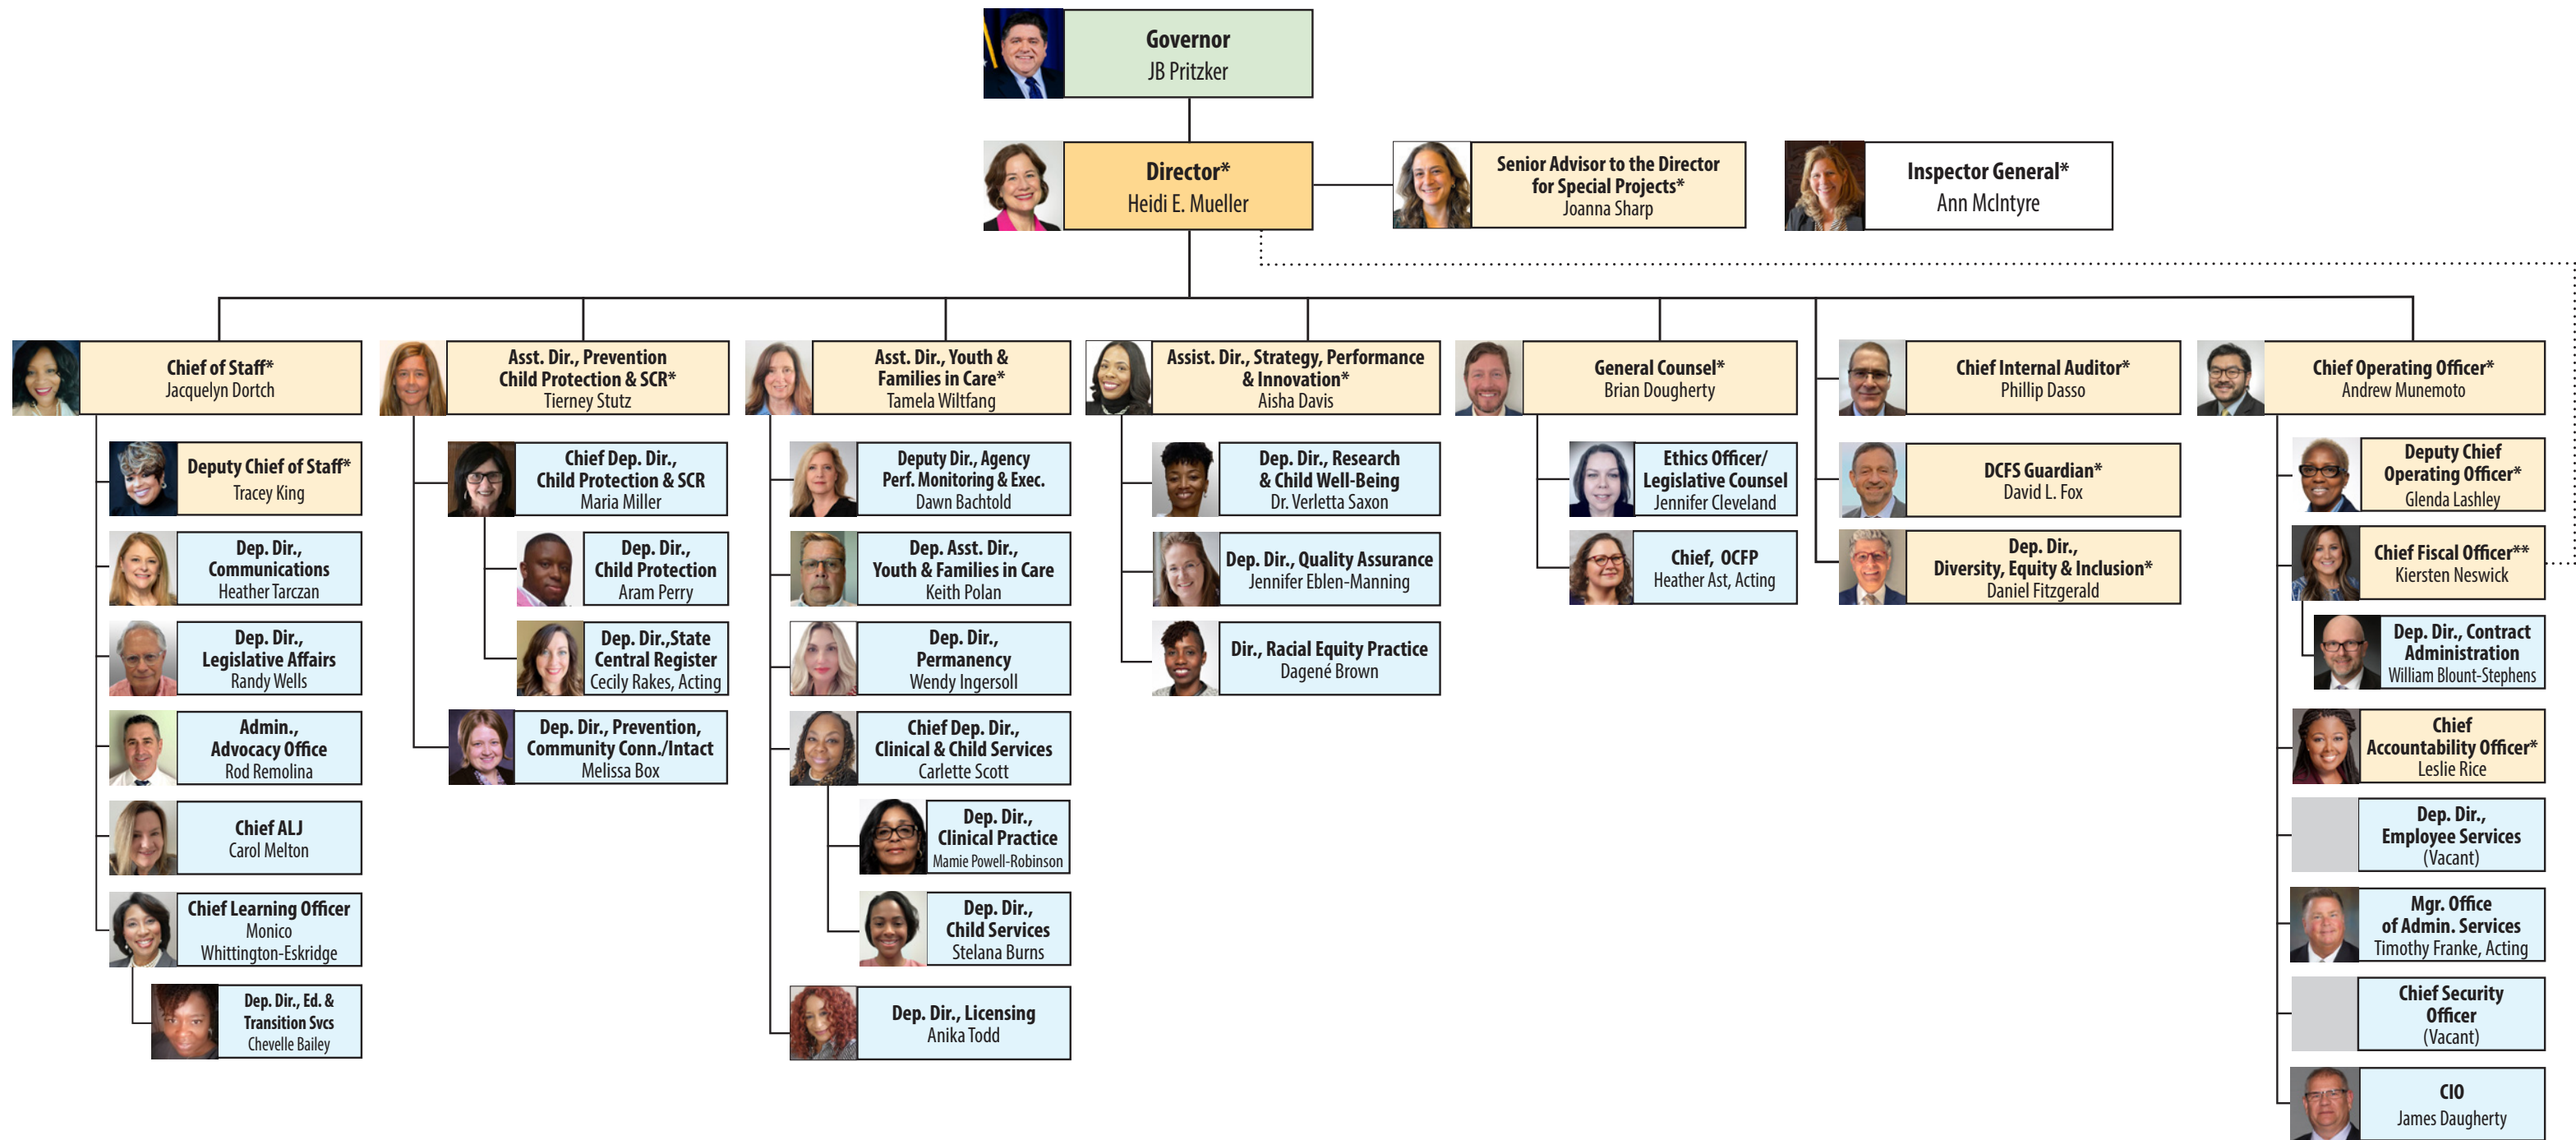 Governor
JB Pritzker
Director*
Heidi E. Mueller
Senior Advisor to the Director
for Special Projects*
Joanna Sharp
Inspector General*
Ann McIntyre
Chief of Staff*
Jacquelyn Dortch
Deputy Chief of Staff*
Tracey King
Dep. Dir.,
Communications
Heather Tarczan
Dep. Dir.,
Legislative Affairs
Randy Wells
Admin.,
Advocacy Office
Rod Remolina
Chief ALJ
Carol Melton
Chief Learning Officer
Monico
Whittington-Eskridge
Dep. Dir., Ed. &
Transition Svcs
Chevelle Bailey
Asst. Dir., Prevention
Child Protection & SCR*
Tierney Stutz
Chief Dep. Dir.,
Child Protection & SCR
Maria Miller
Dep. Dir.,
Child Protection
Aram Perry
Dep. Dir.,State
Central Register
Cecily Rakes, Acting
Dep. Dir., Prevention,
Community Conn./Intact
Melissa Box
Asst. Dir., Youth &
Families in Care*
Tamela Wiltfang
Deputy Dir., Agency
Perf. Monitoring & Exec.
Dawn Bachtold
Dep. Asst. Dir.,
Youth & Families in Care
Keith Polan
Dep. Dir.,
Permanency
Wendy Ingersoll
Chief Dep. Dir.,
Clinical & Child Services
Carlette Scott
Dep. Dir.,
Clinical Practice
Mamie Powell-Robinson
Dep. Dir.,
Child Services
Stelana Burns
Dep. Dir., Licensing
Anika Todd
Assist. Dir., Strategy, Performance
& Innovation*
Aisha Davis
Dep. Dir., Research
& Child Well-Being
Dr. Verletta Saxon
Dep. Dir., Quality Assurance
Jennifer Eblen-Manning
Dir., Racial Equity Practice
Dagené Brown
General Counsel*
Brian Dougherty
Ethics Officer/
Legislative Counsel
Jennifer Cleveland
Chief, OCFP
Heather Ast, Acting
Chief Internal Auditor*
Phillip Dasso
DCFS Guardian*
David L. Fox
Dep. Dir.,
Diversity, Equity & Inclusion*
Daniel Fitzgerald
Chief Operating Officer*
Andrew Munemoto
Deputy Chief
Operating Officer*
Glenda Lashley
Chief Fiscal Officer**
Kiersten Neswick
Dep. Dir., Contract
Administration
William Blount-Stephens
Chief
Accountability Officer*
Leslie Rice
Dep. Dir.,
Employee Services
(Vacant)
Mgr. Office
of Admin. Services
Timothy Franke, Acting
Chief Security
Officer
(Vacant)
CIO
James Daugherty